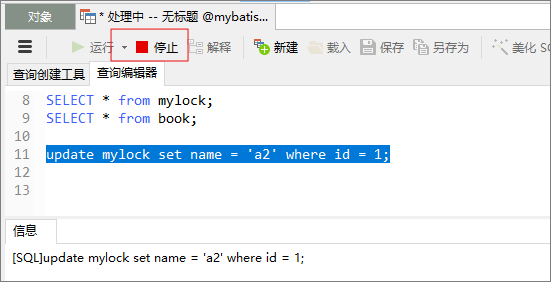 对象 * 处理中 -- 无标题 @mybatis...
运行 停止 解释 新建 载入 保存 另存为 美化 SC
查询创建工具 查询编辑器
8 SELECT * from mylock;
9 SELECT * from book;
10
11 update mylock set name = 'a2' where id = 1;
12
13
信息
[SQL]update mylock set name = 'a2' where id = 1;